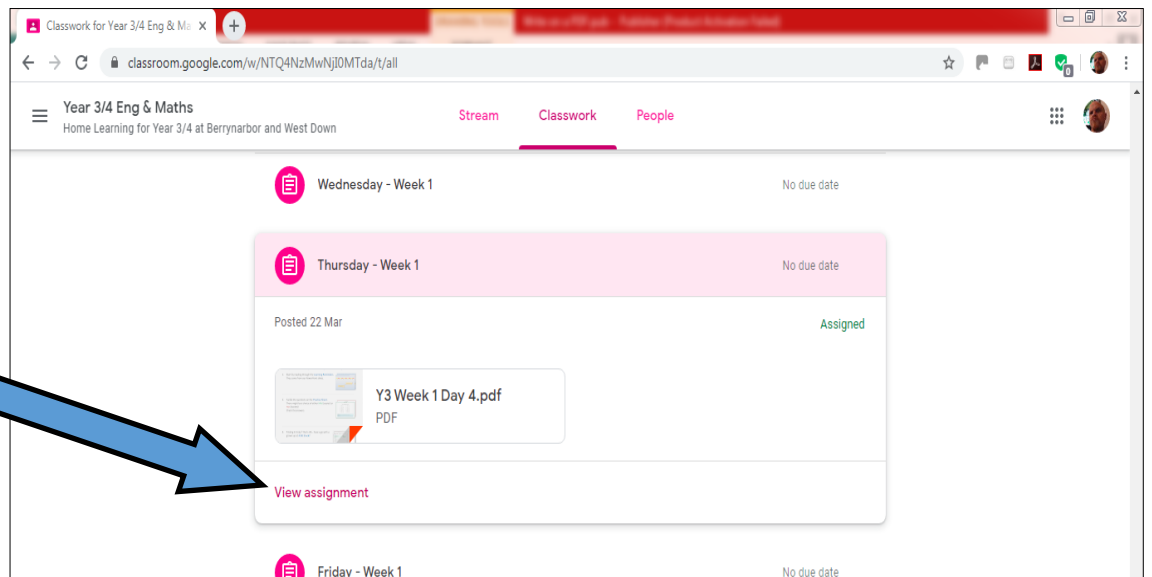 Classwork for Year 3/4 Eng & Ma
classroom.google.com/w/NTQ4NzMwNjI0MTda/t/all
0
Year 3/4 Eng & Maths
Home Learning for Year 3/4 at Berrynarbor and West Down
Stream Classwork People
Wednesday - Week 1 No due date
Thursday - Week 1 No due date
Posted 22 Mar Assigned
Y3 Week 1 Day 4.pdf
PDF
View assignment
Friday - Week 1 No due date